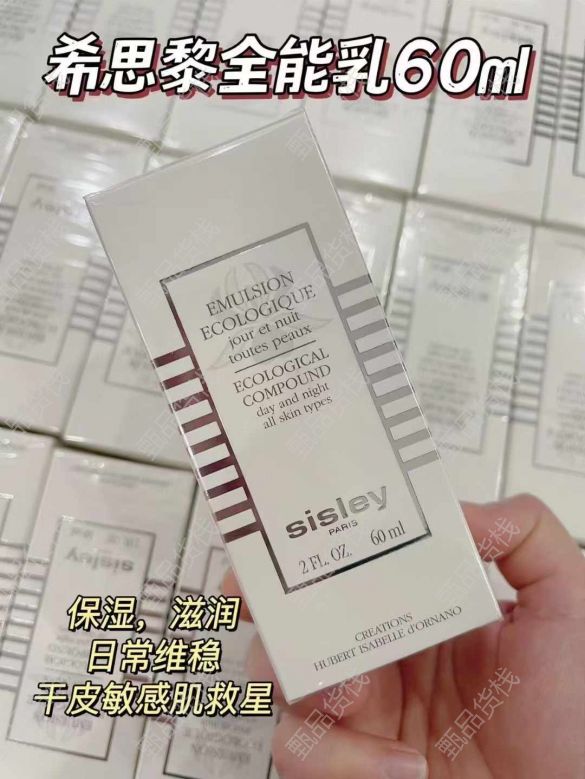 希思黎全能乳60ml
EMULSION
ECOLOGIQUE
jour et nuit
toutes peaux
ECOLOGICAL
COMPOUND
day and night
all skin types
sisley
PARIS
2 FL. OZ. 60 ml
CREATIONS
HUBERT ISABELLE d'ORNANO
保湿，滋润
日常维稳
干皮敏感肌救星
sisley
甄品货栈